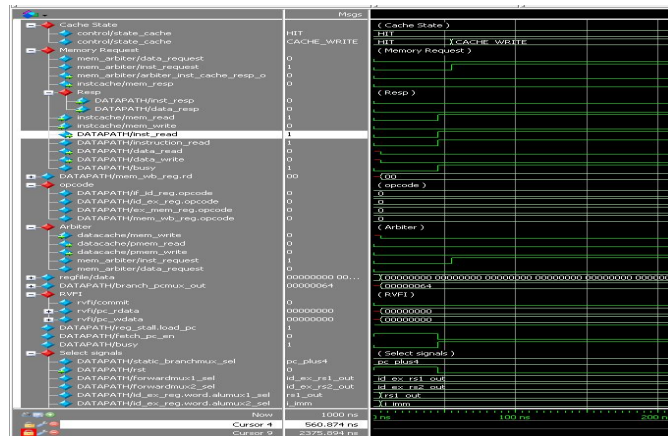 Msgs
Cache State ( Cache State )
control/state_cache HIT HIT
control/state_cache CACHE_WRITE HIT CACHE_WRITE
Memory Request ( Memory Request )
mem_arbiter/data_request 0
mem_arbiter/inst_request 1
mem_arbiter/arbiter_inst_cache_resp_o 0
instcache/mem_resp 0
Resp ( Resp )
DATAPATH/inst_resp 0
DATAPATH/data_resp 0
instcache/mem_read 1
instcache/mem_write 0
DATAPATH/inst_read 1
DATAPATH/instruction_read 1
DATAPATH/data_read 0
DATAPATH/data_write 0
DATAPATH/busy 1
DATAPATH/mem_wb_reg.rd 00 00
opcode ( opcode )
DATAPATH/if_id_reg.opcode 0 0
DATAPATH/id_ex_reg.opcode 0 0
DATAPATH/ex_mem_reg.opcode 0 0
DATAPATH/mem_wb_reg.opcode 0 0
Arbiter ( Arbiter )
datacache/mem_write 0
datacache/pmem_read 0
datacache/pmem_write 0
mem_arbiter/inst_request 1
mem_arbiter/data_request 0
regfile/data 00000000 00... 00000000 00000000 00000000 00000000 00000000 00000000
DATAPATH/branch_pcmux_out 00000064 00000064
RVFI ( RVFI )
rvfi/commit 0
rvfi/pc_rdata 00000000 00000000
rvfi/pc_wdata 00000000 00000000
DATAPATH/reg_stall.load_pc 1
DATAPATH/fetch_pc_en 0
DATAPATH/busy 1
Select signals ( Select signals )
DATAPATH/static_branchmux_sel pc_plus4 pc_plus4
DATAPATH/rst 0
DATAPATH/forwardmux1_sel id_ex_rs1_out id_ex_rs1_out
DATAPATH/forwardmux2_sel id_ex_rs2_out id_ex_rs2_out
DATAPATH/id_ex_reg.word.alumux1_sel rs1_out rs1_out
DATAPATH/id_ex_reg.word.alumux2_sel i_imm i_imm
Now 1000 ns ns 100 ns 200 n
Cursor 4 560.874 ns
Cursor 9 2375.894 ns